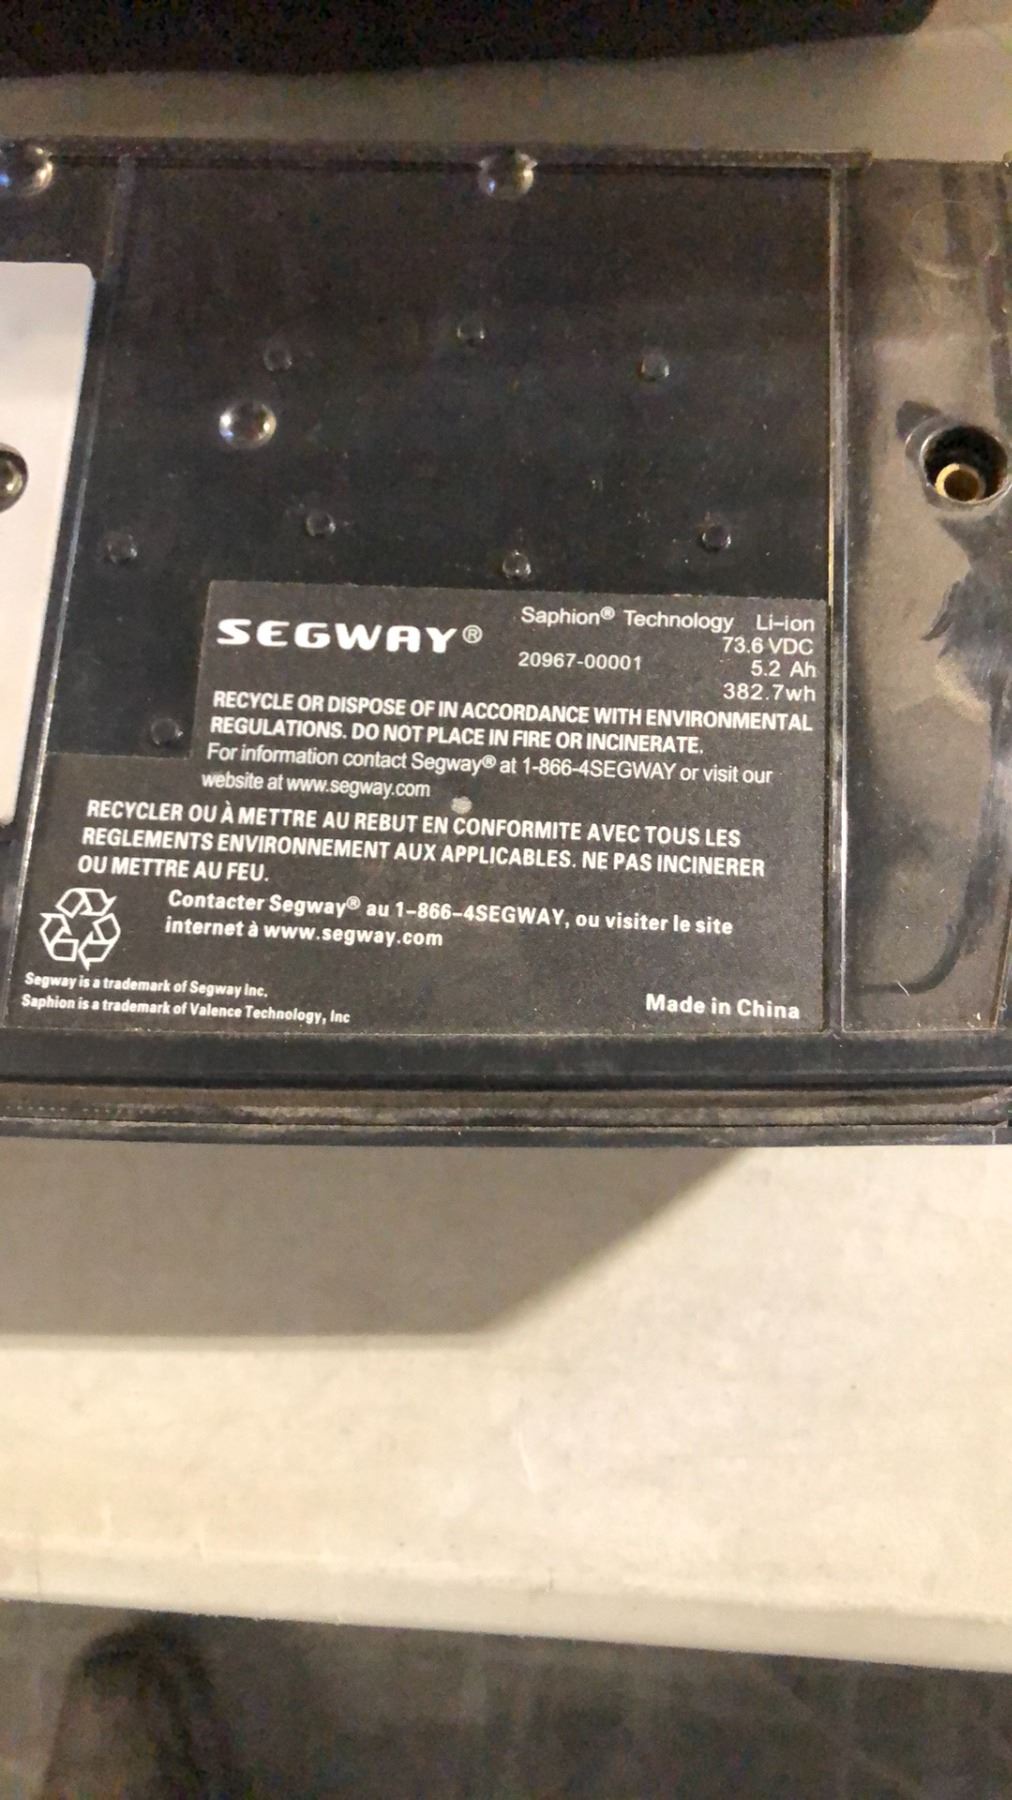 SEGWAY®
Saphion® Technology Li-ion
73.6 VDC
20967-00001
5.2 Ah
382.7wh
RECYCLE OR DISPOSE OF IN ACCORDANCE WITH ENVIRONMENTAL
REGULATIONS. DO NOT PLACE IN FIRE OR INCINERATE.
For information contact Segway® at 1-866-4SEGWAY or visit our
website at www.segway.com
RECYCLER OU À METTRE AU REBUT EN CONFORMITE AVEC TOUS LES
REGLEMENTS ENVIRONNEMENT AUX APPLICABLES. NE PAS INCINERER
OU METTRE AU FEU.
Contacter Segway® au 1-866-4SEGWAY, ou visiter le site
internet à www.segway.com
Segway is a trademark of Segway Inc.
Saphion is a trademark of Valence Technology, Inc
Made in China